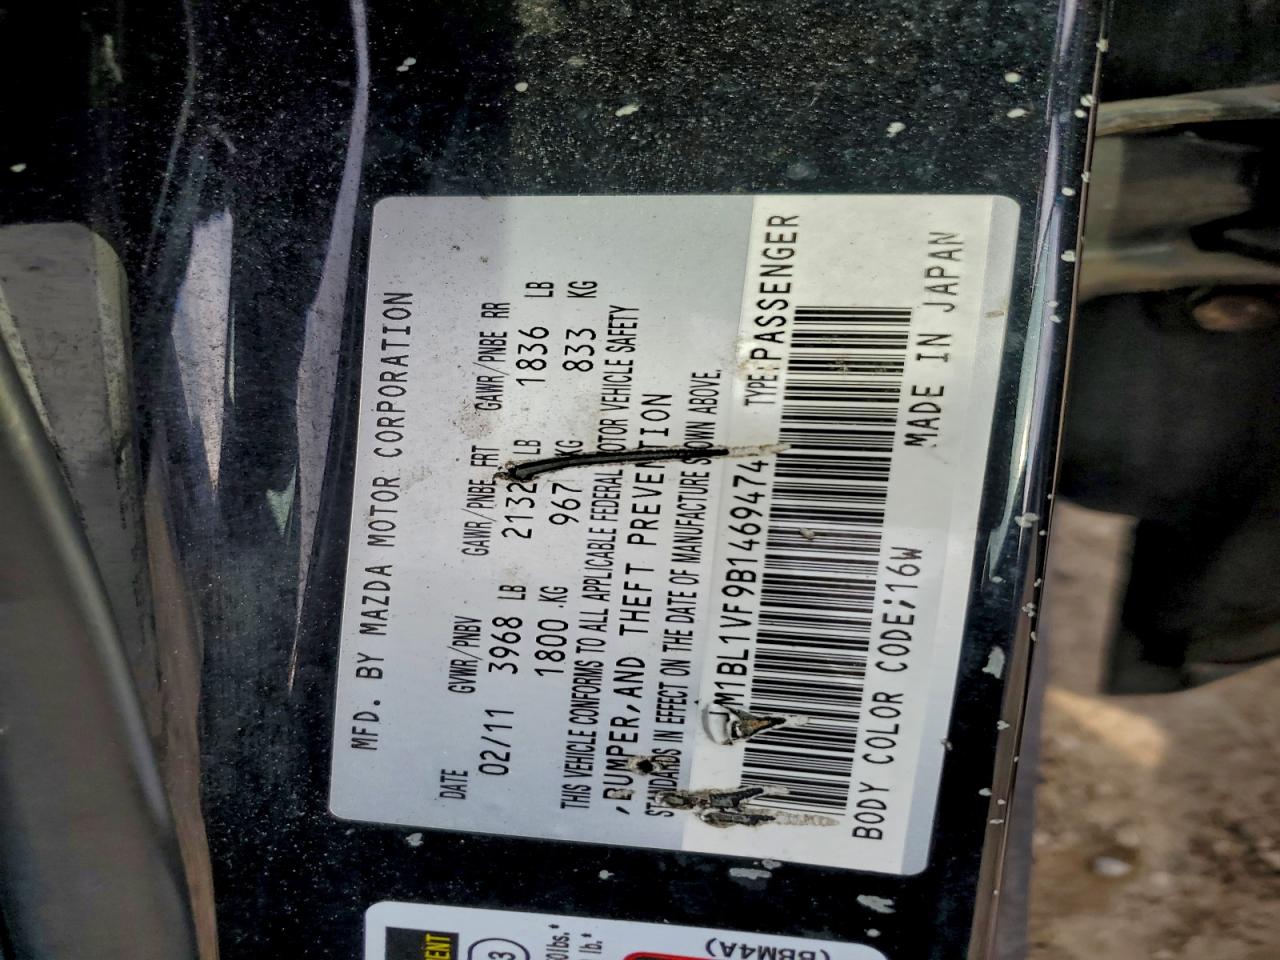 MFD. BY MAZDA MOTOR CORPORATION
DATE GVWR/PNBV GAWR/PNBE FRT GAWR/PNBE RR
02/11 3968 LB 2132 LB 1836 LB
1800 KG 967 KG 833 KG
THIS VEHICLE CONFORMS TO ALL APPLICABLE FEDERAL MOTOR VEHICLE SAFETY
,BUMPER,AND THEFT PREVENTION
STANDARDS IN EFFECT ON THE DATE OF MANUFACTURE SHOWN ABOVE.
JM1BL1VF9B1469474 TYPE:PASSENGER
BODY COLOR CODE;16W MADE IN JAPAN
(BBM4A)